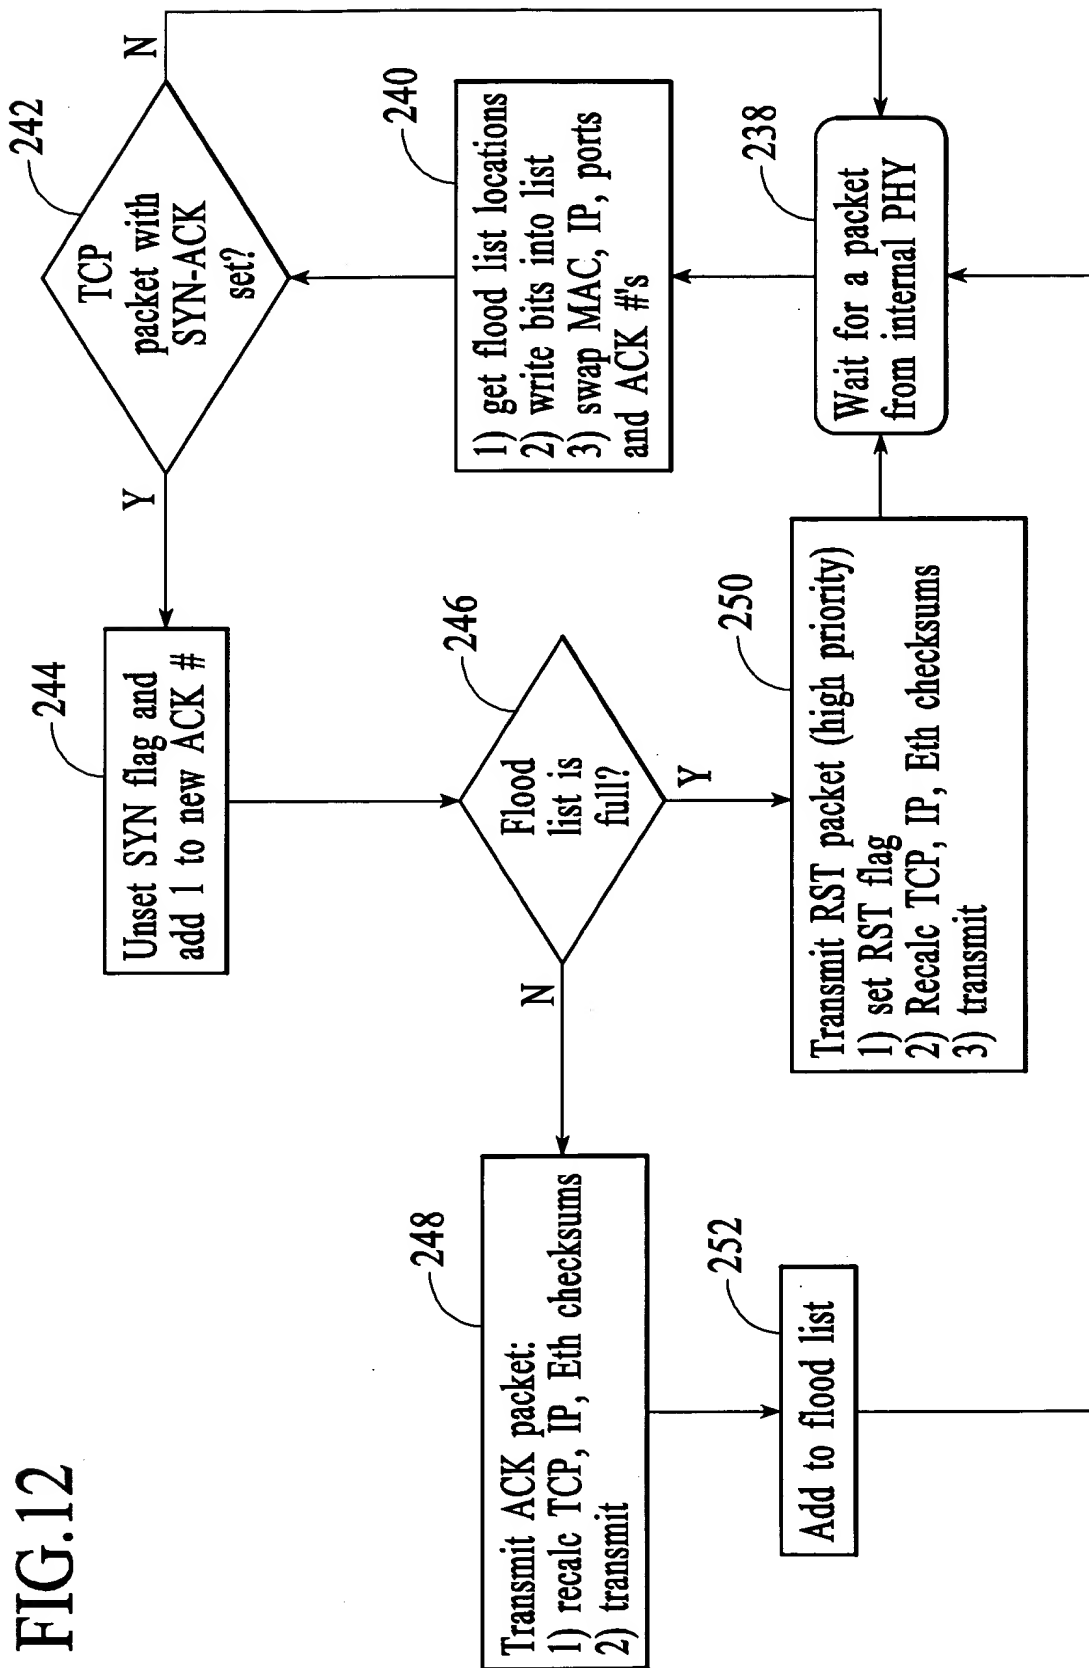 FIG.12
244
Unset SYN flag and
add 1 to new ACK #
Y
242
TCP
packet with
SYN-ACK
set?
N
248
Transmit ACK packet:
1) recalc TCP, IP, Eth checksums
2) transmit
N
246
Flood
list is
full?
Y
240
1) get flood list locations
2) write bits into list
3) swap MAC, IP, ports
and ACK #'s
252
Add to flood list
250
Transmit RST packet (high priority)
1) set RST flag
2) Recalc TCP, IP, Eth checksums
3) transmit
238
Wait for a packet
from internal PHY